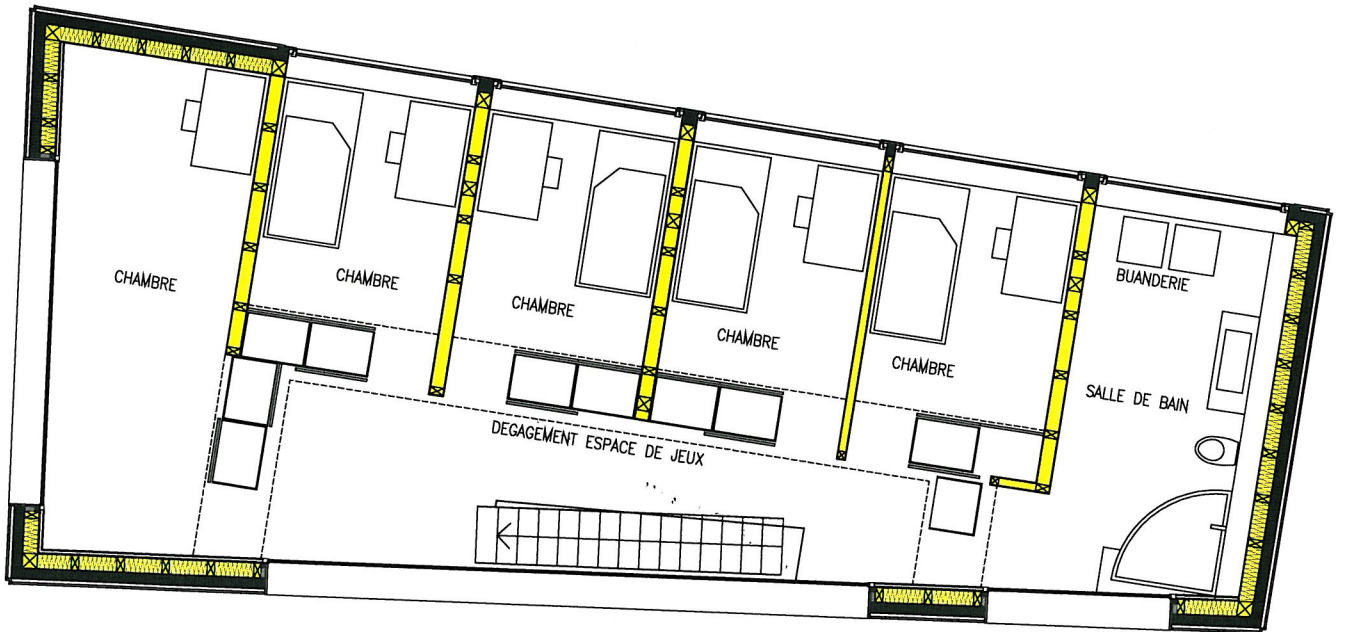 CHAMBRE
CHAMBRE
CHAMBRE
CHAMBRE
CHAMBRE
BUANDERIE
SALLE DE BAIN
DEGAGEMENT ESPACE DE JEUX